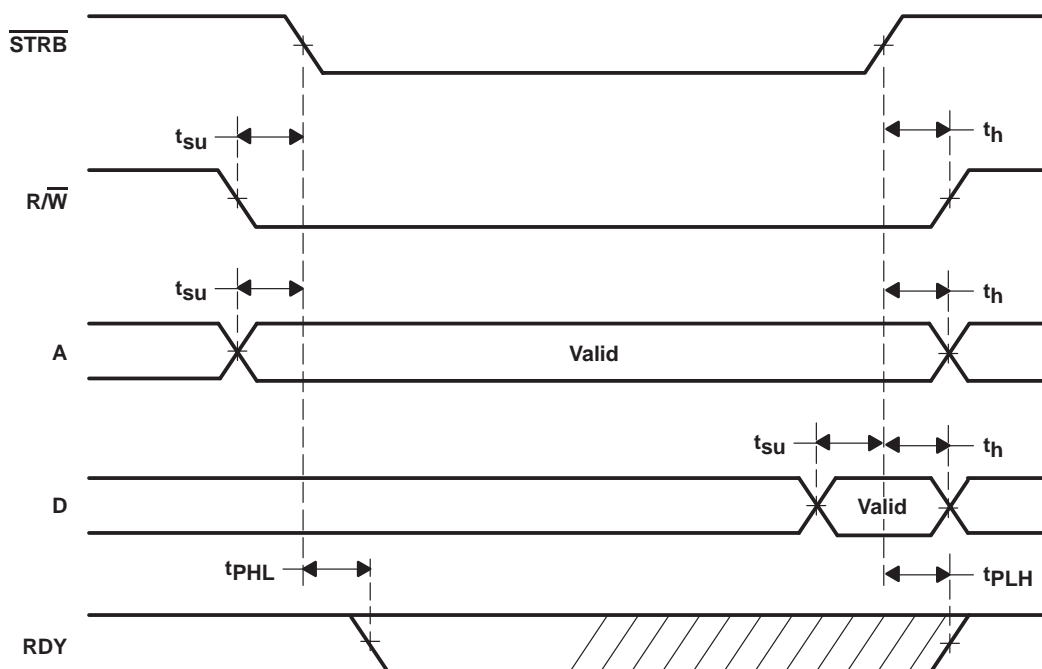 STRB
tsu
th
R/W
tsu
th
A
Valid
tsu
th
D
Valid
tPHL
tPLH
RDY